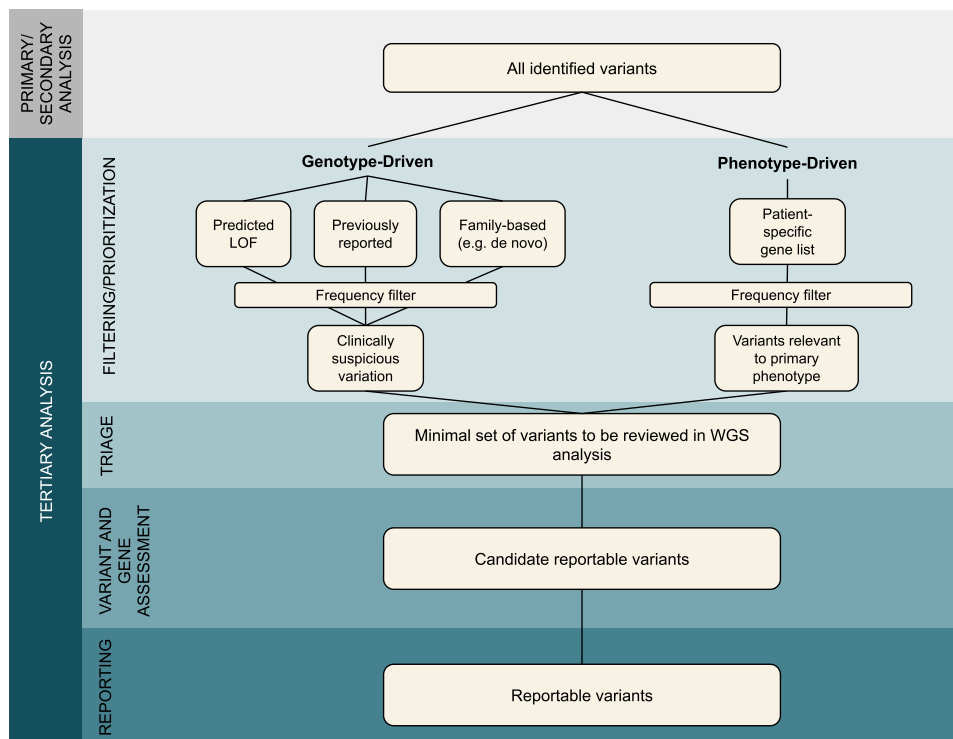 PRIMARY/
SECONDARY
ANALYSIS
All identified variants
TERTIARY ANALYSIS
FILTERING/PRIORITIZATION
Genotype-Driven
Phenotype-Driven
Predicted
LOF
Previously
reported
Family-based
(e.g. de novo)
Patient-
specific
gene list
Frequency filter
Frequency filter
Clinically
suspicious
variation
Variants relevant
to primary
phenotype
TRIAGE
Minimal set of variants to be reviewed in WGS
analysis
VARIANT AND
GENE
ASSESSMENT
Candidate reportable variants
REPORTING
Reportable variants